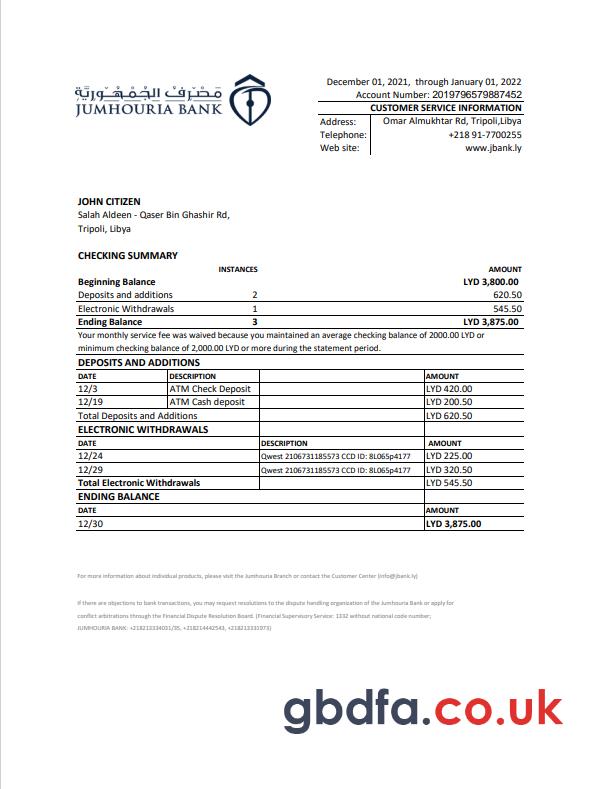 مصرف الجمهورية
JUMHOURIA BANK
December 01, 2021, through January 01, 2022
Account Number: 2019796579887452
CUSTOMER SERVICE INFORMATION
Address: Omar Almukhtar Rd, Tripoli,Libya
Telephone: +218 91-7700255
Web site: www.jbank.ly
JOHN CITIZEN
Salah Aldeen - Qaser Bin Ghashir Rd,
Tripoli, Libya
CHECKING SUMMARY
INSTANCES AMOUNT
Beginning Balance LYD 3,800.00
Deposits and additions 2 620.50
Electronic Withdrawals 1 545.50
Ending Balance 3 LYD 3,875.00
Your monthly service fee was waived because you maintained an average checking balance of 2000.00 LYD or
minimum checking balance of 2,000.00 LYD or more during the statement period.
DEPOSITS AND ADDITIONS
DATE DESCRIPTION AMOUNT
12/3 ATM Check Deposit LYD 420.00
12/19 ATM Cash deposit LYD 200.50
Total Deposits and Additions LYD 620.50
ELECTRONIC WITHDRAWALS
DATE DESCRIPTION AMOUNT
12/24 Qwest 2106731185573 CCD ID: 8L065p4177 LYD 225.00
12/29 Qwest 2106731185573 CCD ID: 8L065p4177 LYD 320.50
Total Electronic Withdrawals LYD 545.50
ENDING BALANCE
DATE AMOUNT
12/30 LYD 3,875.00
For more information about individual products, please visit the Jumhouria Branch or contact the Customer Center (info@jbank.ly)
If there are objections to bank transactions, you may request resolutions to the dispute handling organization of the Jumhouria Bank or apply for
conflict arbitrations through the Financial Dispute Resolution Board. (Financial Supervisory Service: 1332 without national code number;
JUMHOURIA BANK: +218213334031/35, +218214442543, +218213331973)
gbdfa.co.uk